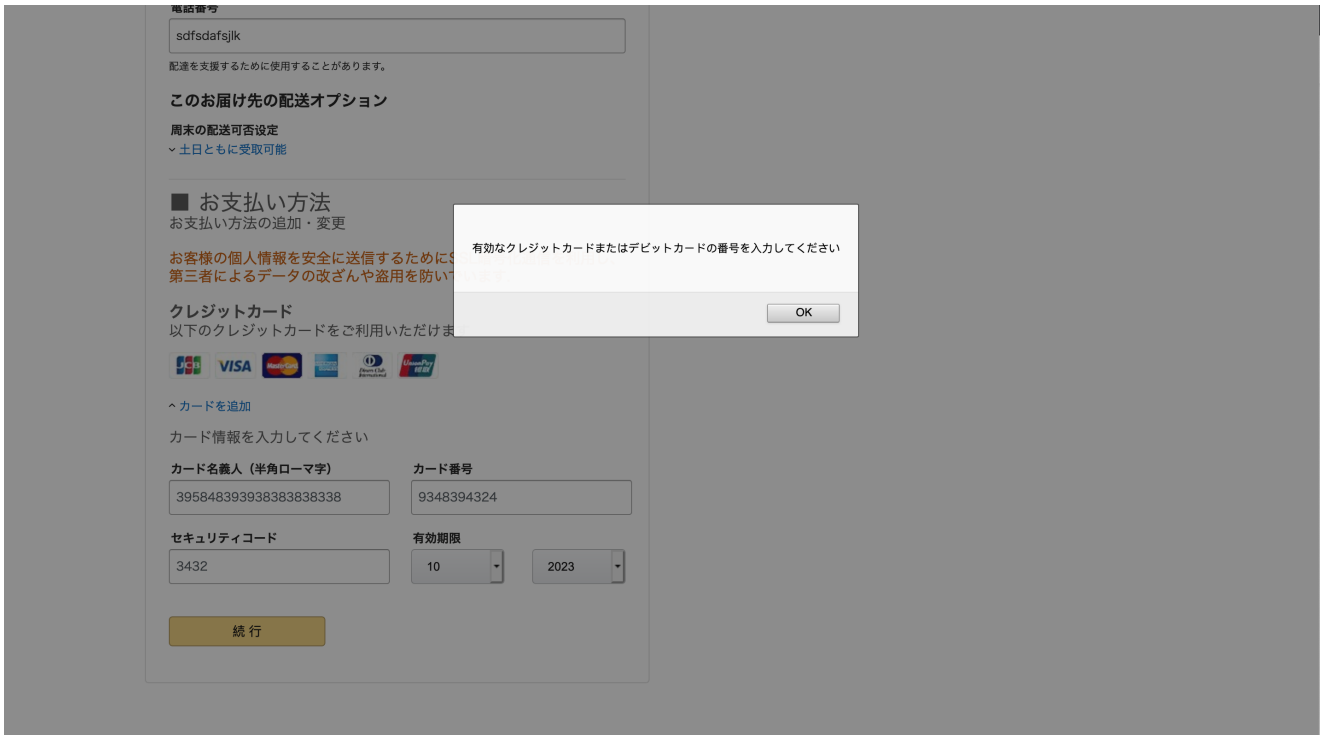 電話番号
sdfsdafsjlk
配達を支援するために使用することがあります。
このお届け先の配送オプション
周末の配送可否设定
土日ともに受取可能
■ お支払い方法
お支払い方法の追加・変更
お客様の個人情報を安全に送信するためにS
第三者によるデータの改ざんや盗用を防いで
有効なクレジットカードまたはデビットカードの番号を入力してください
OK
クレジットカード
以下のクレジットカードをご利用いただけます
JCB VISA MasterCard Diners Club International UnionPay 银联
カードを追加
カード情報を入力してください
カード名義人（半角ローマ字） カード番号
395848393938383838338 9348394324
セキュリティコード 有効期限
3432 10 2023
続 行